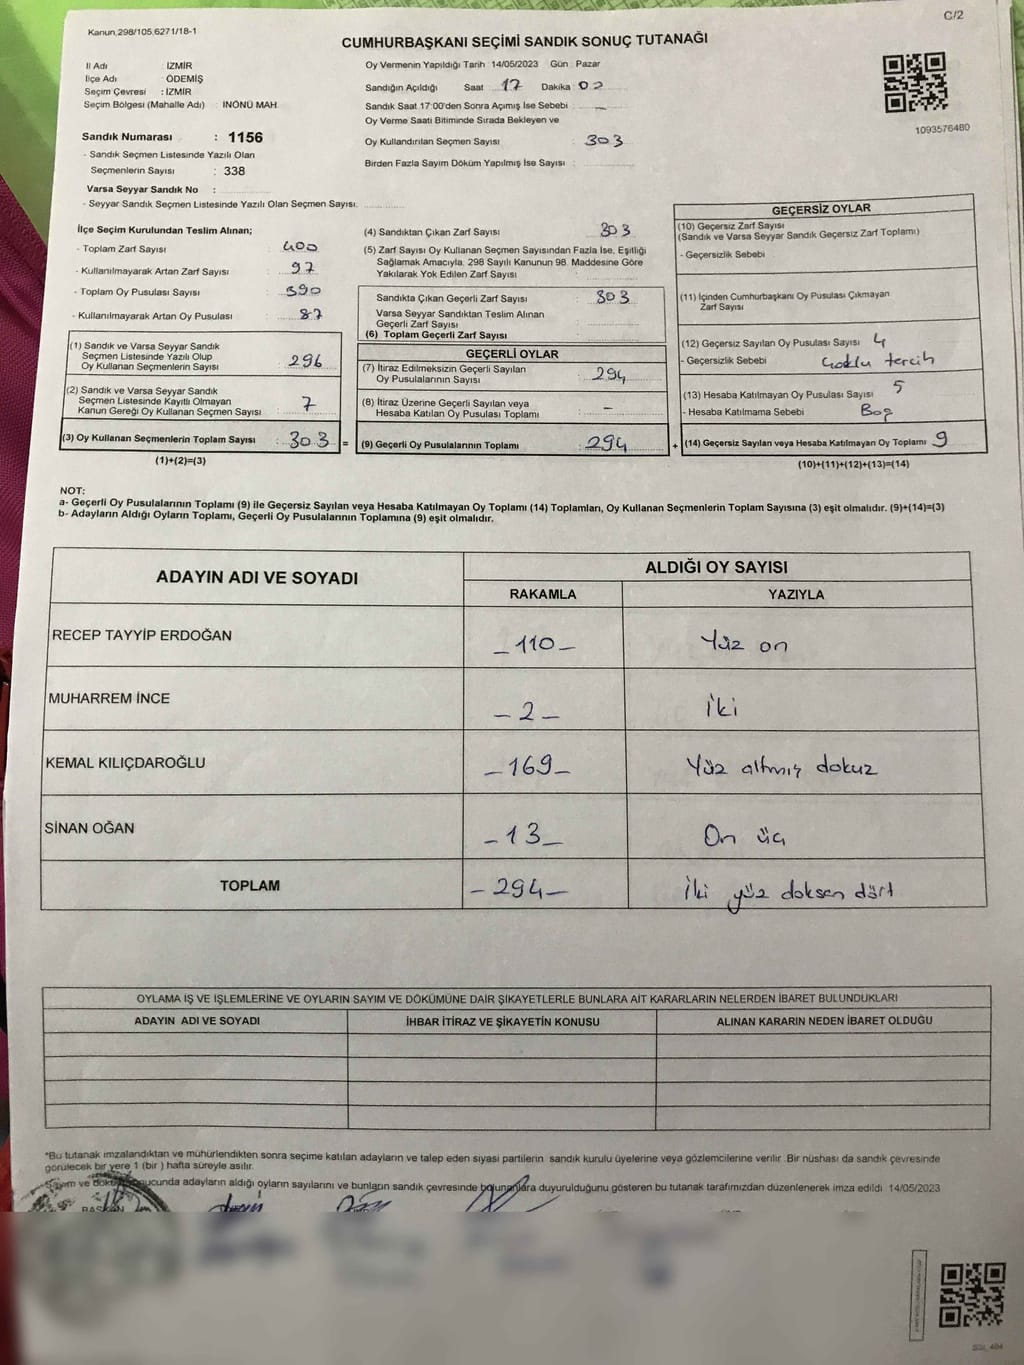 C/2
Kanun,298/105,6271/18-1
CUMHURBAŞKANI SEÇİMİ SANDIK SONUÇ TUTANAĞI
İl Adı : İZMİR
İlçe Adı : ÖDEMİŞ
Seçim Çevresi : İZMİR
Seçim Bölgesi (Mahalle Adı) : İNÖNÜ MAH
Sandık Numarası : 1156
- Sandık Seçmen Listesinde Yazılı Olan
Seçmenlerin Sayısı : 338
Varsa Seyyar Sandık No :
- Seyyar Sandık Seçmen Listesinde Yazılı Olan Seçmen Sayısı:
Oy Vermenin Yapıldığı Tarih : 14/05/2023 Gün : Pazar
Sandığın Açıldığı Saat 17 Dakika 02
Sandık Saat 17:00'den Sonra Açımış İse Sebebi : —
Oy Verme Saati Bitiminde Sırada Bekleyen ve
Oy Kullandırılan Seçmen Sayısı : 303
Birden Fazla Sayım Döküm Yapılmış İse Sayısı :
1093576480
İlçe Seçim Kurulundan Teslim Alınan;
- Toplam Zarf Sayısı : 400
- Kullanılmayarak Artan Zarf Sayısı : 97
- Toplam Oy Pusulası Sayısı : 390
- Kullanılmayarak Artan Oy Pusulası : 87
(1) Sandık ve Varsa Seyyar Sandık
Seçmen Listesinde Yazılı Olup
Oy Kullanan Seçmenlerin Sayısı : 296
(2) Sandık ve Varsa Seyyar Sandık
Seçmen Listesinde Kayıtlı Olmayan
Kanun Gereği Oy Kullanan Seçmen Sayısı : 7
(3) Oy Kullanan Seçmenlerin Toplam Sayısı : 303 =
(1)+(2)=(3)
(4) Sandıktan Çıkan Zarf Sayısı : 303
(5) Zarf Sayısı Oy Kullanan Seçmen Sayısından Fazla İse, Eşitliği
Sağlamak Amacıyla, 298 Sayılı Kanunun 98. Maddesine Göre
Yakılarak Yok Edilen Zarf Sayısı :
Sandıkta Çıkan Geçerli Zarf Sayısı : 303
Varsa Seyyar Sandıktan Teslim Alınan
Geçerli Zarf Sayısı :
(6) Toplam Geçerli Zarf Sayısı
GEÇERLİ OYLAR
(7) İtiraz Edilmeksizin Geçerli Sayılan
Oy Pusulalarının Sayısı : 294
(8) İtiraz Üzerine Geçerli Sayılan veya
Hesaba Katılan Oy Pusulası Toplamı : –
(9) Geçerli Oy Pusulalarının Toplamı : 294 +
GEÇERSİZ OYLAR
(10) Geçersiz Zarf Sayısı
(Sandık ve Varsa Seyyar Sandık Geçersiz Zarf Toplamı)
- Geçersizlik Sebebi
(11) İçinden Cumhurbaşkanı Oy Pusulası Çıkmayan
Zarf Sayısı
(12) Geçersiz Sayılan Oy Pusulası Sayısı 4
- Geçersizlik Sebebi Çoklu tercih
(13) Hesaba Katılmayan Oy Pusulası Sayısı 5
- Hesaba Katılmama Sebebi Boş
(14) Geçersiz Sayılan veya Hesaba Katılmayan Oy Toplamı 9
(10)+(11)+(12)+(13)=(14)
NOT:
a- Geçerli Oy Pusulalarının Toplamı (9) ile Geçersiz Sayılan veya Hesaba Katılmayan Oy Toplamı (14) Toplamları, Oy Kullanan Seçmenlerin Toplam Sayısına (3) eşit olmalıdır. (9)+(14)=(3)
b- Adayların Aldığı Oyların Toplamı, Geçerli Oy Pusulalarının Toplamına (9) eşit olmalıdır.
ADAYIN ADI VE SOYADI ALDIĞI OY SAYISI
RAKAMLA YAZIYLA
RECEP TAYYİP ERDOĞAN –110– Yüz on
MUHARREM İNCE –2– İki
KEMAL KILIÇDAROĞLU –169– Yüz altmış dokuz
SİNAN OĞAN –13– On üç
TOPLAM –294– İki yüz doksan dört
OYLAMA İŞ VE İŞLEMLERİNE VE OYLARIN SAYIM VE DÖKÜMÜNE DAİR ŞİKAYETLERLE BUNLARA AİT KARARLARIN NELERDEN İBARET BULUNDUKLARI
ADAYIN ADI VE SOYADI İHBAR İTİRAZ VE ŞİKAYETİN KONUSU ALINAN KARARIN NEDEN İBARET OLDUĞU
*Bu tutanak imzalandıktan ve mühürlendikten sonra seçime katılan adayların ve talep eden siyasi partilerin sandık kurulu üyelerine veya gözlemcilerine verilir. Bir nüshası da sandık çevresinde
görülecek bir yere 1 (bir) hafta süreyle asılır.
ve sonucunda adayların aldığı oyların sayılarını ve bunların sandık çevresinde bulunanlara duyurulduğunu gösteren bu tutanak tarafımızdan düzenlenerek imza edildi 14/05/2023
BAŞKAN